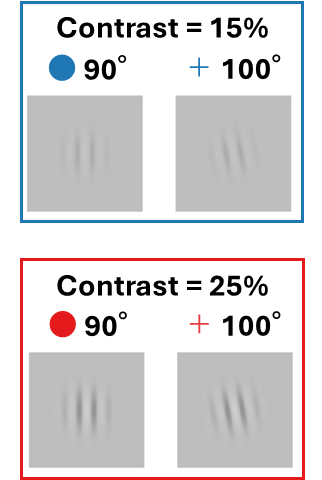 Contrast = 15%
90° 100°
Contrast = 25%
90° 100°